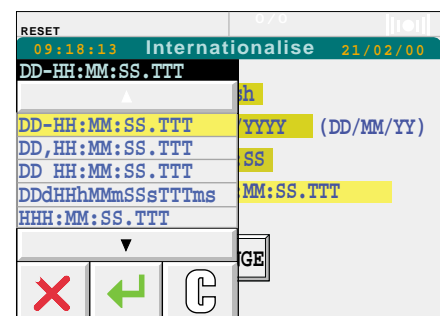 0/0
RESET
09:18:13 Internationalise 21/02/00
DD-HH:MM:SS.TTT
sh
DD-HH:MM:SS.TTT
/YYYY (DD/MM/YY)
DD,HH:MM:SS.TTT
DD HH:MM:SS.TTT
:SS
DDdHHhMMmSSsTTTms
:MM:SS.TTT
HHH:MM:SS.TTT
GE
C